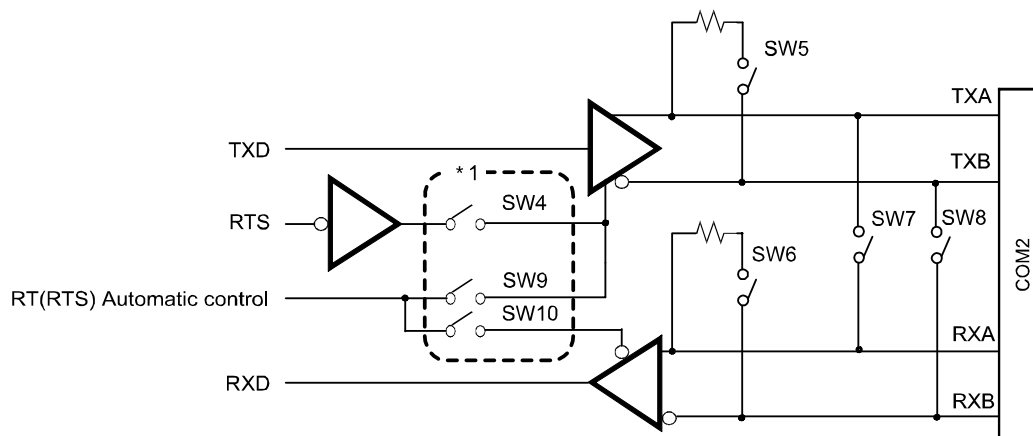 SW5
TXA
TXD
TXB
* 1
RTS
SW4
SW7
SW8
SW6
COM2
RT(RTS) Automatic control
SW9
SW10
RXA
RXD
RXB